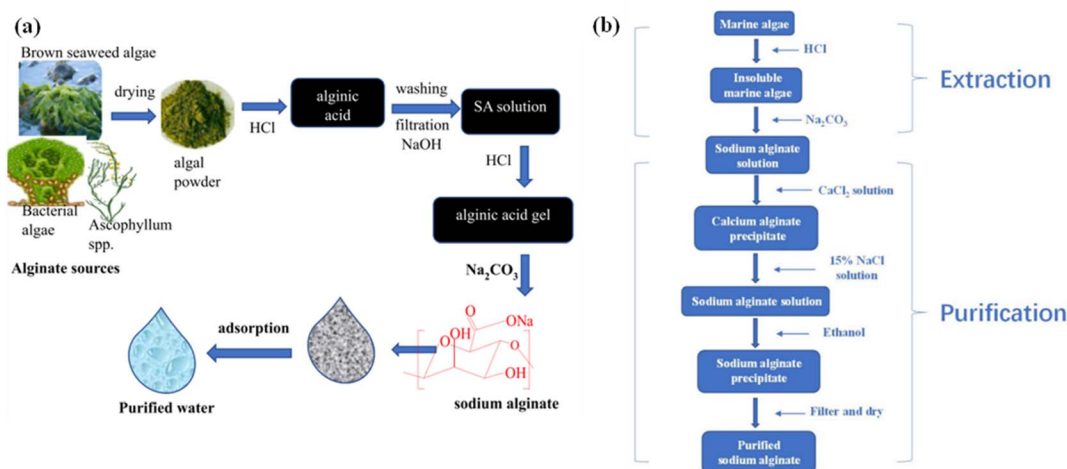 (a)
Brown seaweed algae
drying
algal
powder
HCl
alginic
acid
washing
filtration
NaOH
SA solution
HCl
alginic acid gel
Na₂CO₃
Bacterial
algae
Ascophyllum
spp.
Alginate sources
adsorption
Purified water
O
ONa
OH
O
O
OH
sodium alginate
(b)
Marine algae
HCl
Insoluble
marine algae
Na₂CO₃
Sodium alginate
solution
Extraction
CaCl₂ solution
Calcium alginate
precipitate
15% NaCl
solution
Sodium alginate solution
Ethanol
Sodium alginate
precipitate
Filter and dry
Purified
sodium alginate
Purification